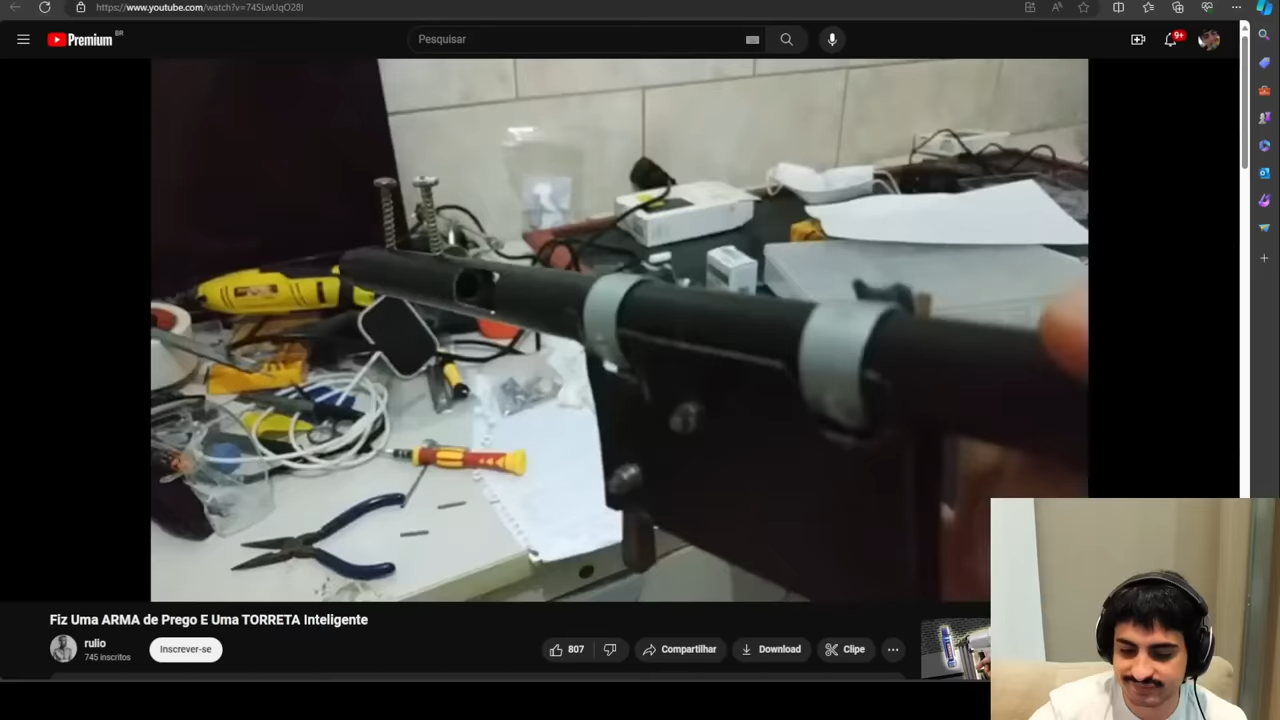 https://www.youtube.com/watch?v=745LwUqO28I
Premium BR
Pesquisar
9+
Fiz Uma ARMA de Prego E Uma TORRETA Inteligente
rulio
745 inscritos
Inscrever-se
807
Compartilhar
Download
Clipe